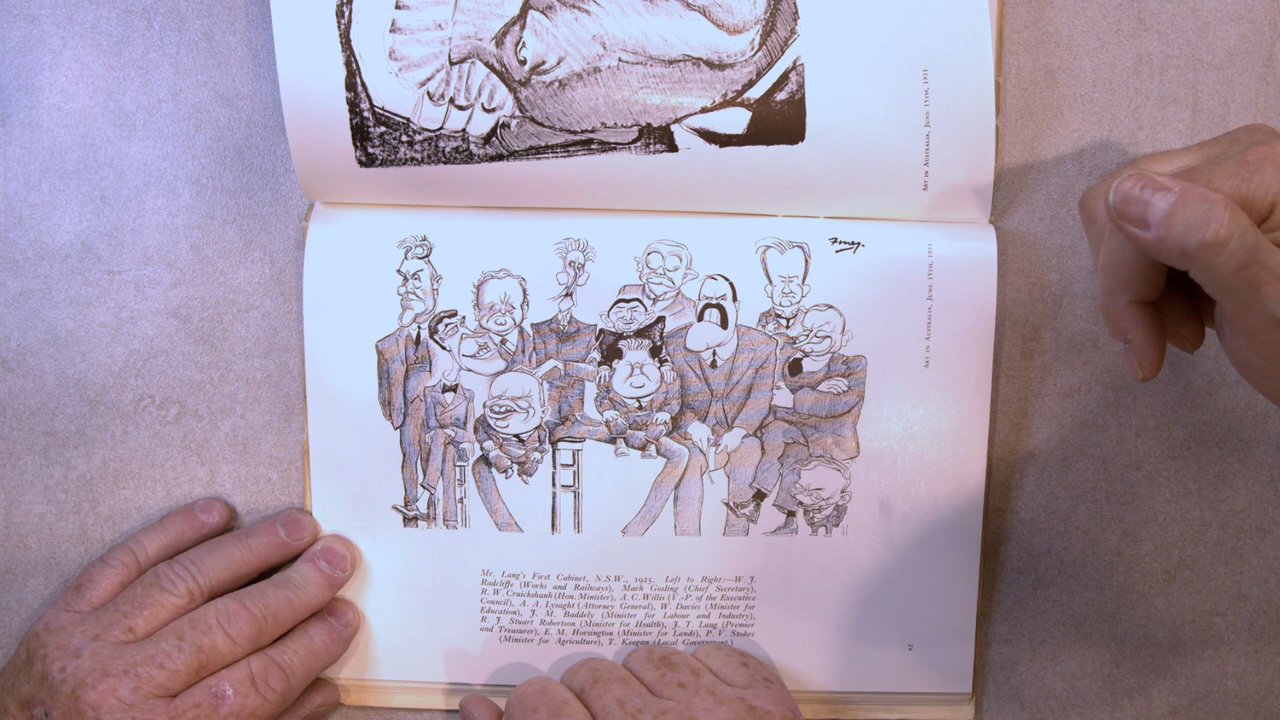 ART IN AUSTRALIA, JUNE 15TH, 1931
Finey.
ART IN AUSTRALIA, JUNE 15TH, 1931
Mr. Lang's First Cabinet, N.S.W., 1925. Left to Right:—W. J.
Radcliffe (Works and Railways), Mark Gosling (Chief Secretary),
R. W. Cruickshank (Hon. Minister), A. C. Willis (V.-P. of the Executive
Council), A. A. Lysaght (Attorney General), W. Davies (Minister for
Education), J. M. Baddely (Minister for Labour and Industry),
R. J. Stuart Robertson (Minister for Health), J. T. Lang (Premier
and Treasurer), E. M. Horsington (Minister for Lands), P. V. Stokes
(Minister for Agriculture), T. Keegan (Local Government.)